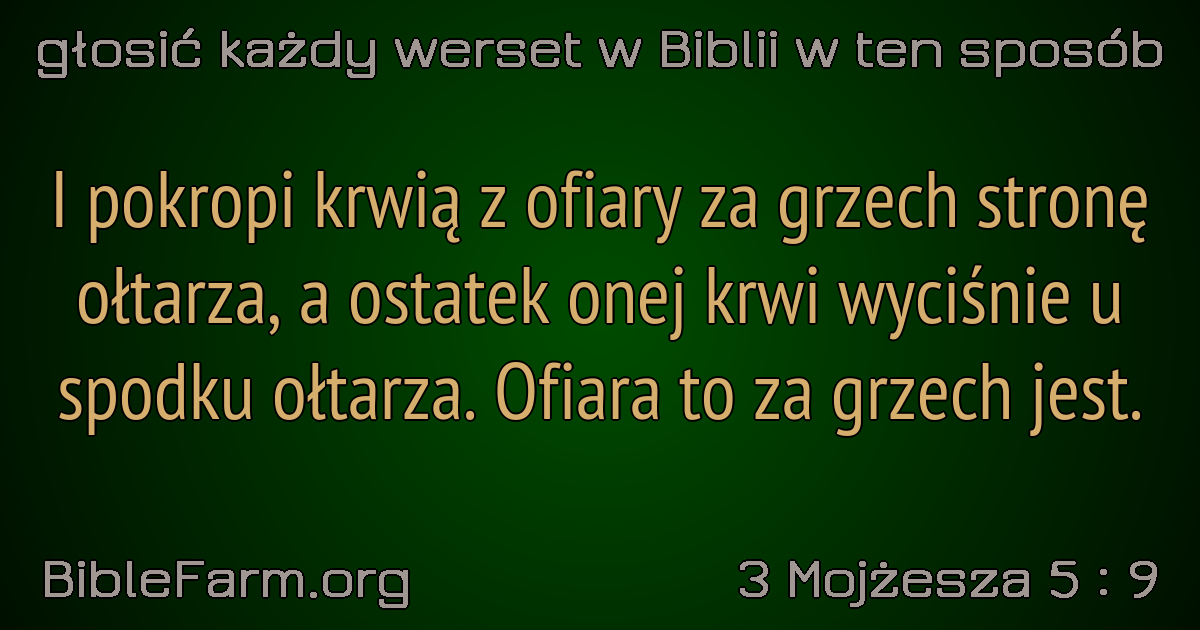 głosić każdy werset w Biblii w ten sposób
I pokropi krwią z ofiary za grzech stronę
ołtarza, a ostatek onej krwi wyciśnie u
spodku ołtarza. Ofiara to za grzech jest.
BibleFarm.org
3 Mojżesza 5 : 9